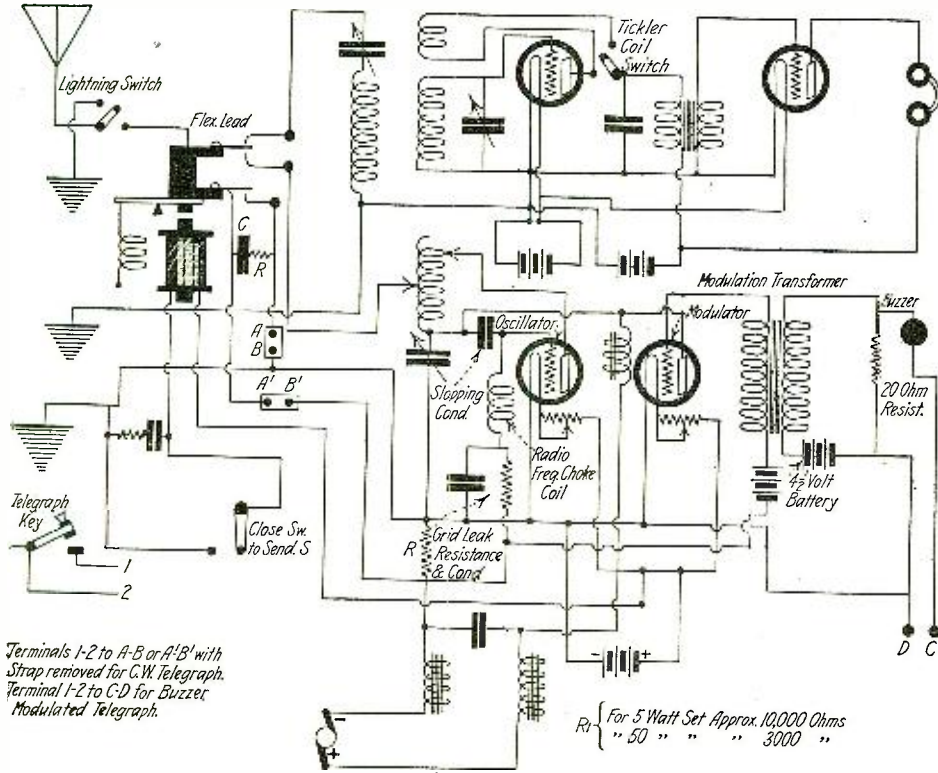 Tickler
Coil
Switch
Lightning Switch
Flex. Lead
C
R
Modulation Transformer
Buzzer
Modulator
Oscillator
A
B
A' B'
Stopping
Cond.
20 Ohm
Resist.
Radio
Freq. Choke
Coil
4½ Volt
Battery
Telegraph
Key
Close Sw.
to Send. S
Grid Leak
Resistance
& Cond.
R
1
2
- +
D C
Terminals 1-2 to A-B or A'B' with
Strap removed for C.W. Telegraph.
Terminal 1-2 to C-D for Buzzer
Modulated Telegraph.
-
+
R₁ { For 5 Watt Set Approx. 10,000 Ohms
" 50 " " " 3000 "